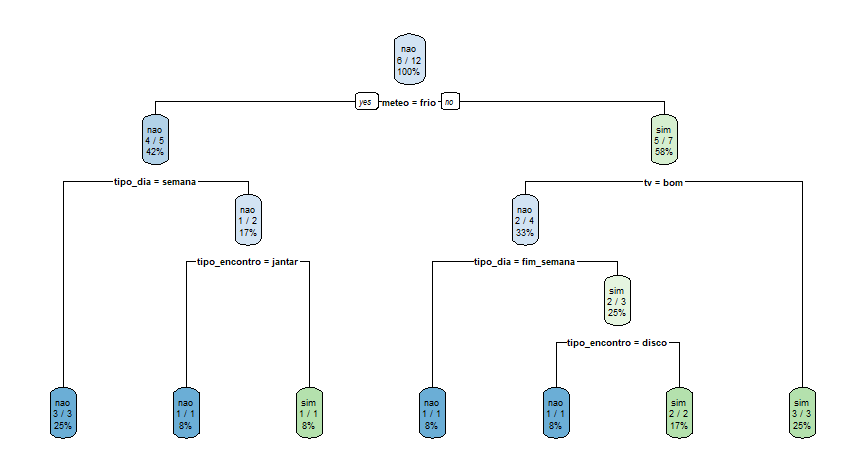 nao
6 / 12
100%
yes
meteo = frio
no
nao
4 / 5
42%
sim
5 / 7
58%
tipo_dia = semana
tv = bom
nao
1 / 2
17%
nao
2 / 4
33%
tipo_encontro = jantar
tipo_dia = fim_semana
sim
2 / 3
25%
tipo_encontro = disco
nao
3 / 3
25%
nao
1 / 1
8%
sim
1 / 1
8%
nao
1 / 1
8%
nao
1 / 1
8%
sim
2 / 2
17%
sim
3 / 3
25%